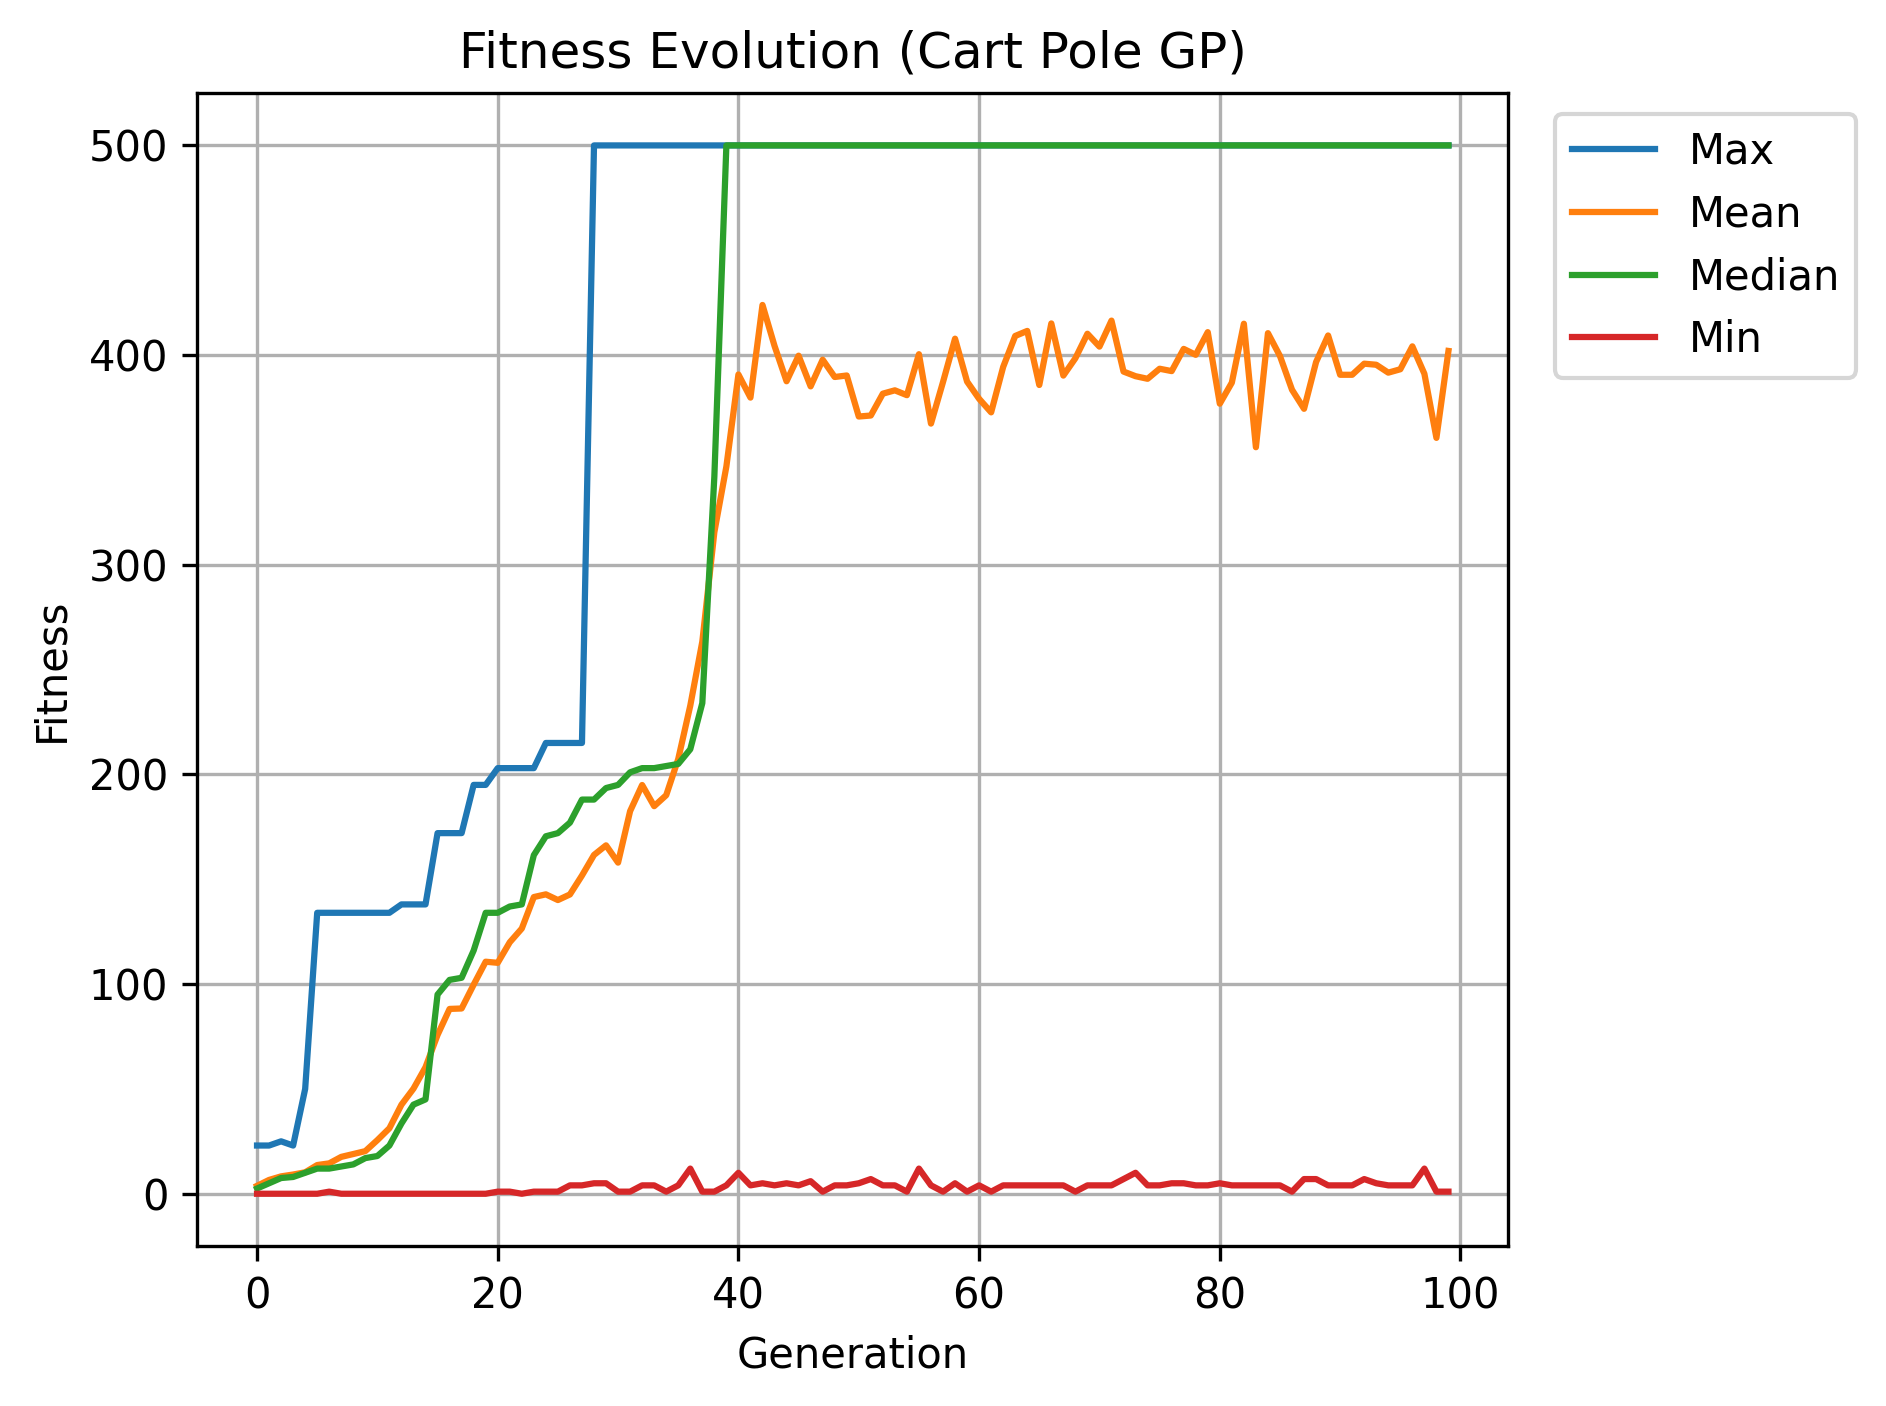 Fitness Evolution (Cart Pole GP)
500
400
300
200
100
0
Fitness
0 20 40 60 80 100
Generation
Max
Mean
Median
Min